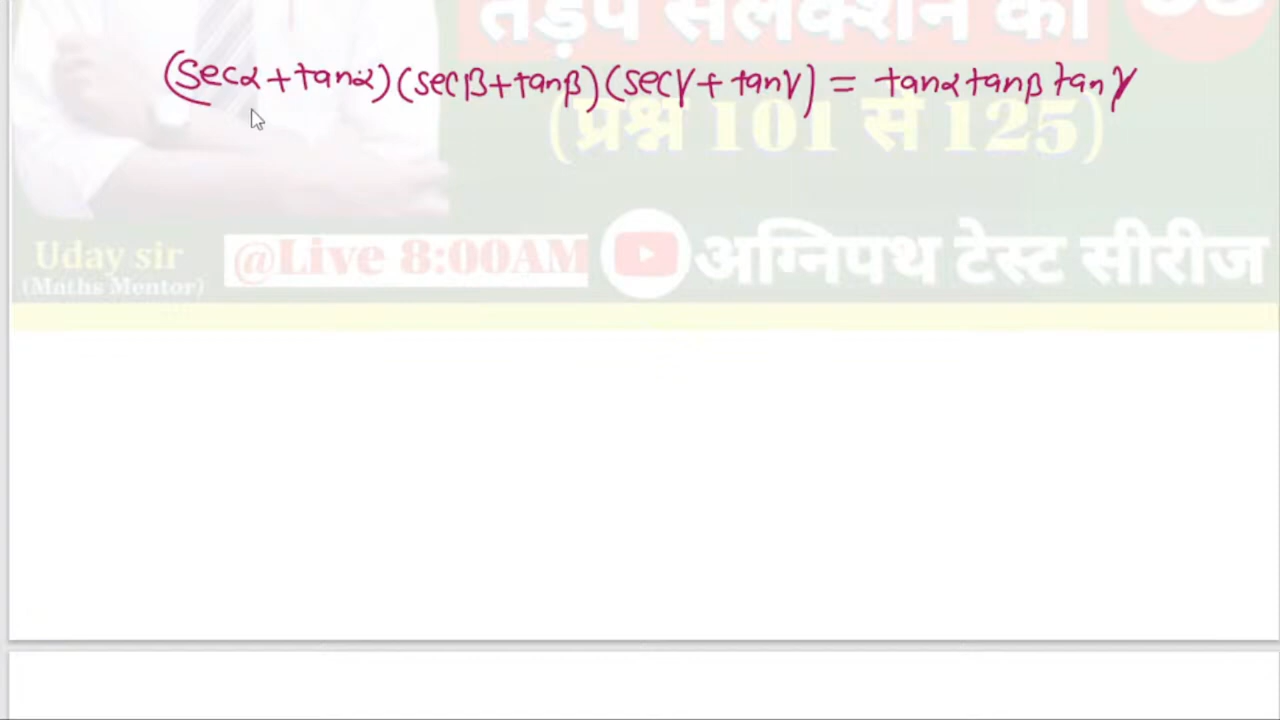 तड़प सेलेक्शन की
(secα+tanα)(secβ+tanβ)(secγ+tanγ) = tanα tanβ tanγ
(प्रश्न 101 से 125)
Uday sir
(Maths Mentor)
@Live 8:00AM
अग्निपथ टेस्ट सीरीज